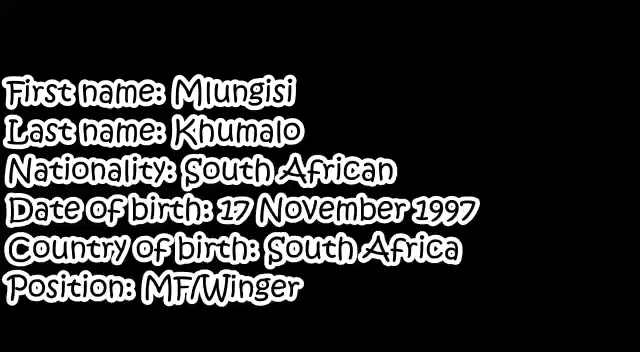 First name: Mlungisi
Last name: Khumalo
Nationality: South African
Date of birth: 17 November 1997
Country of birth: South Africa
Position: MF/Winger